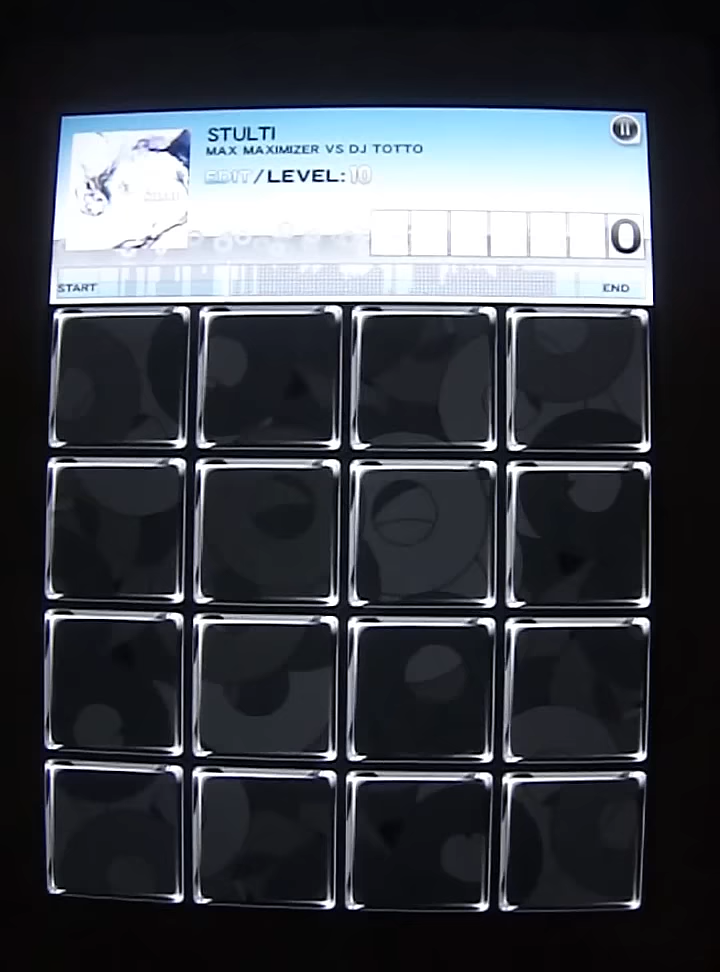 STULTI
MAX MAXIMIZER VS DJ TOTTO
EDIT/LEVEL:10
0
START
END